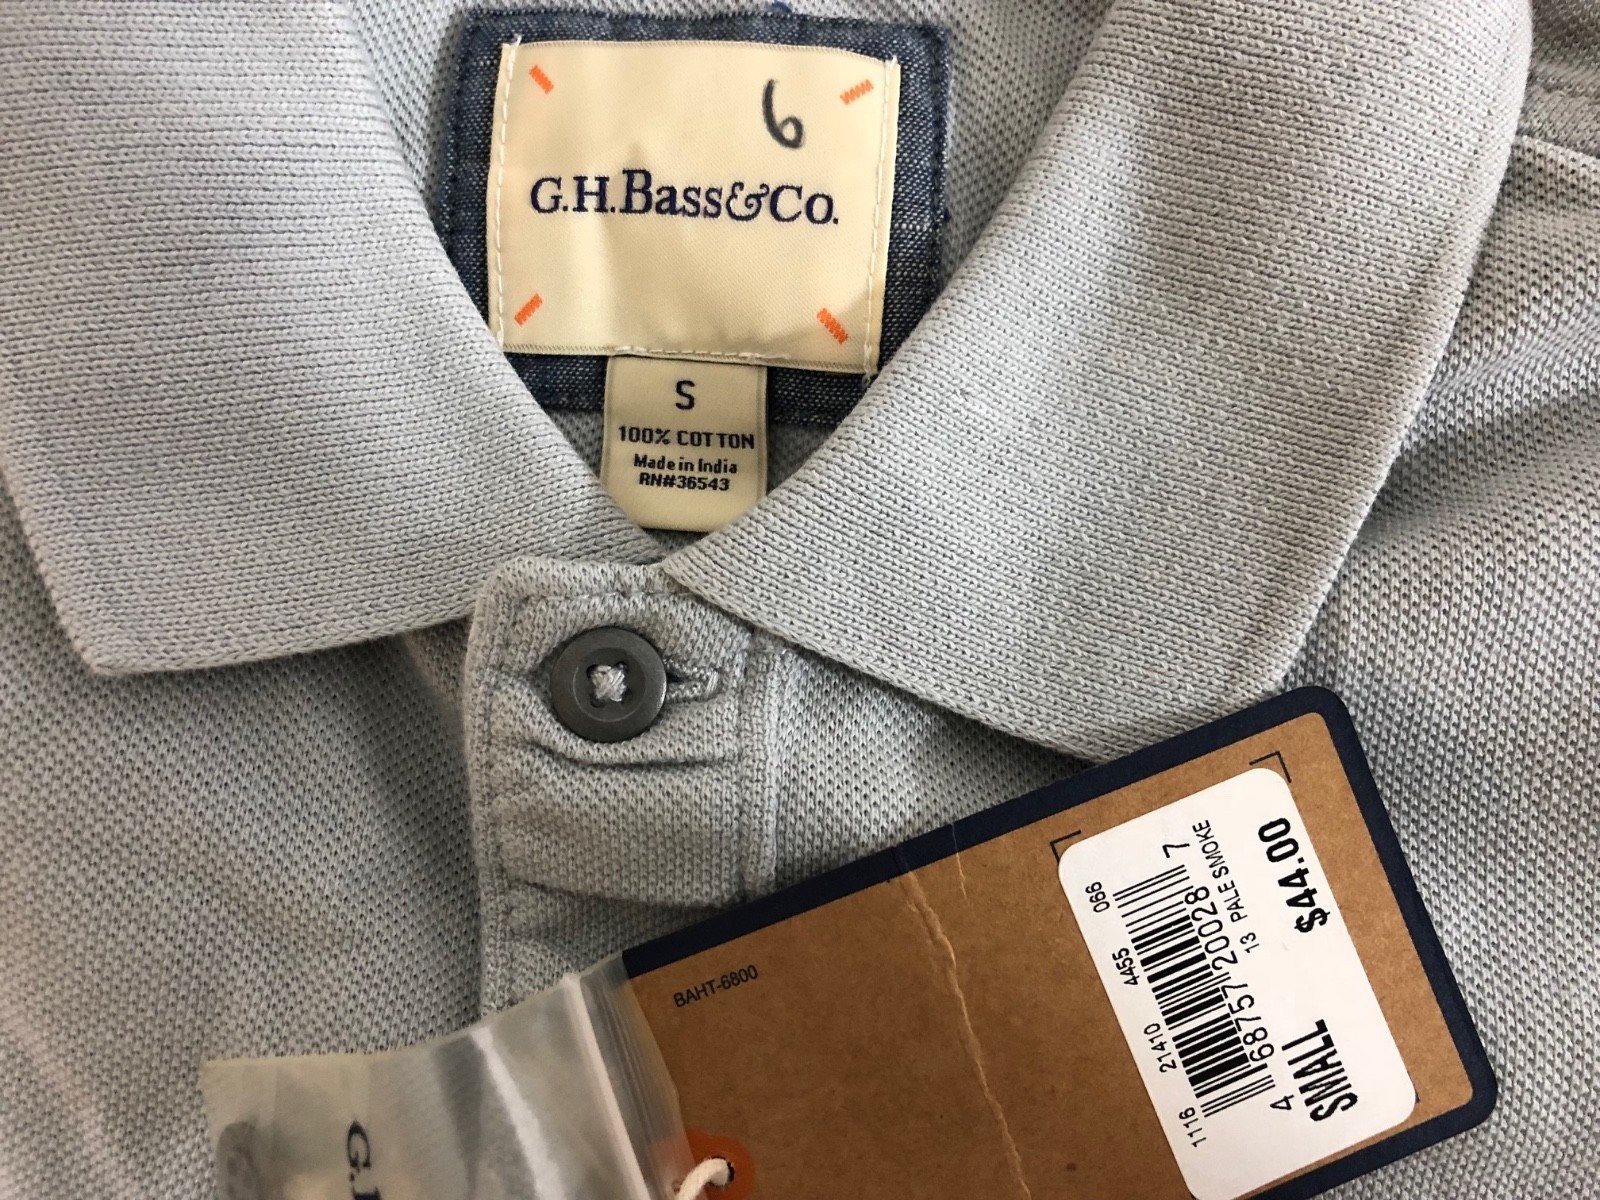 6
G.H.Bass&Co.
S
100% COTTON
Made in India
RN#36543
BAHT-6800
1116 21410 4455 066
4 68757 20028 7
13 PALE SMOKE
SMALL $44.00